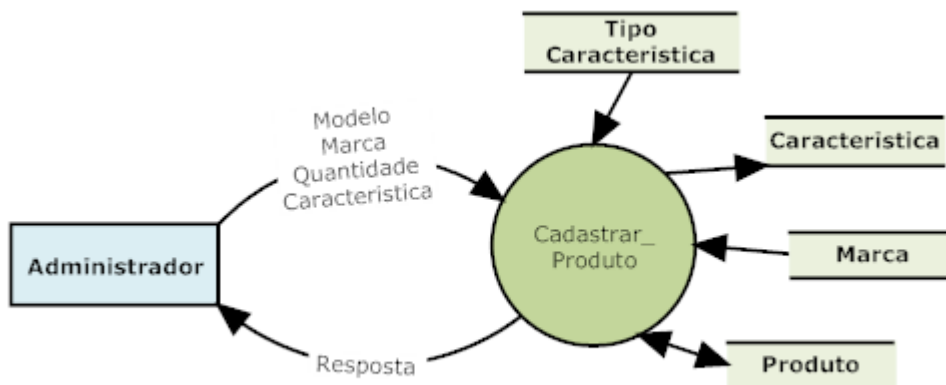 Tipo
Caracteristica
Modelo
Marca
Quantidade
Caracteristica
Caracteristica
Cadastrar_
Produto
Administrador
Marca
Resposta
Produto